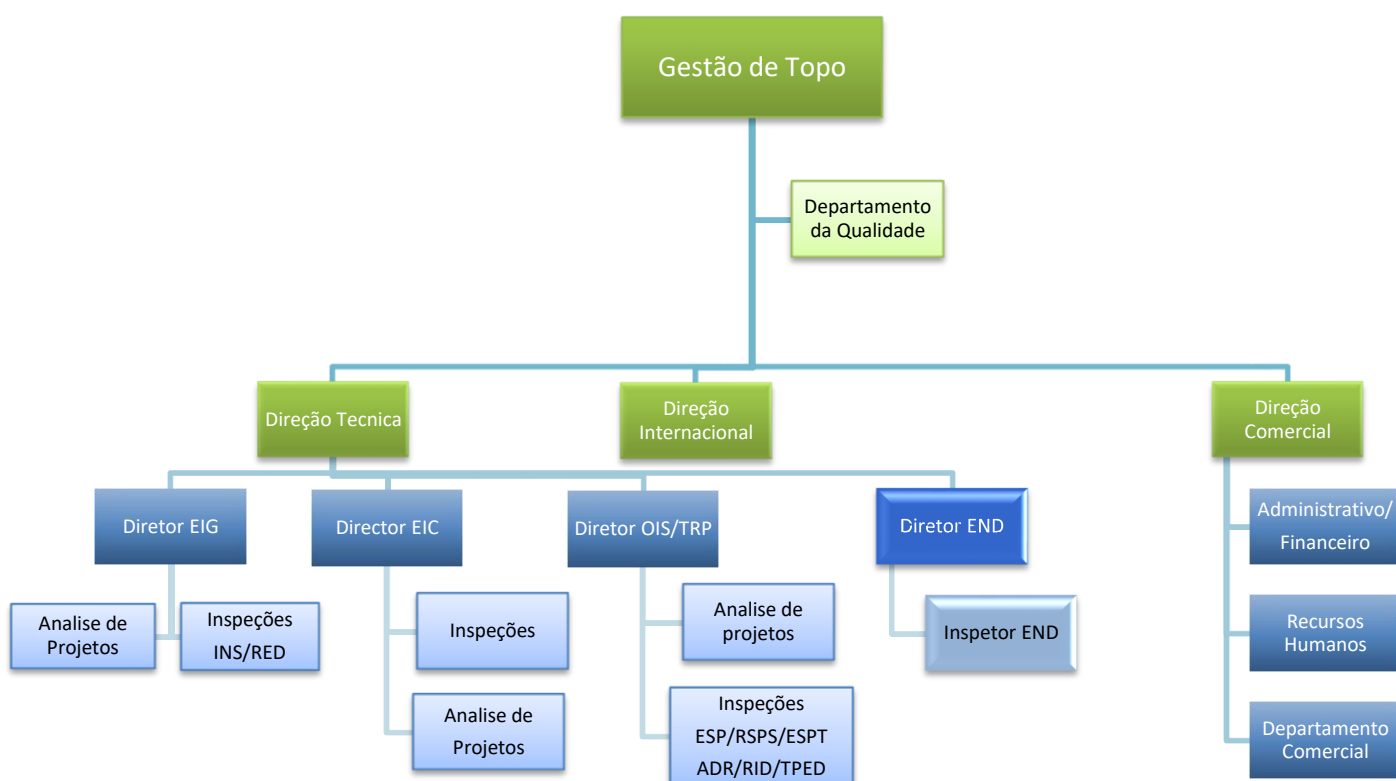 Gestão de Topo
Departamento
da Qualidade
Direção Tecnica
Direção
Internacional
Direção
Comercial
Diretor EIG
Director EIC
Diretor OIS/TRP
Diretor END
Administrativo/
Financeiro
Analise de
Projetos
Inspeções
INS/RED
Inspeções
Analise de
Projetos
Analise de
projetos
Inspeções
ESP/RSPS/ESPT
ADR/RID/TPED
Inspetor END
Recursos
Humanos
Departamento
Comercial